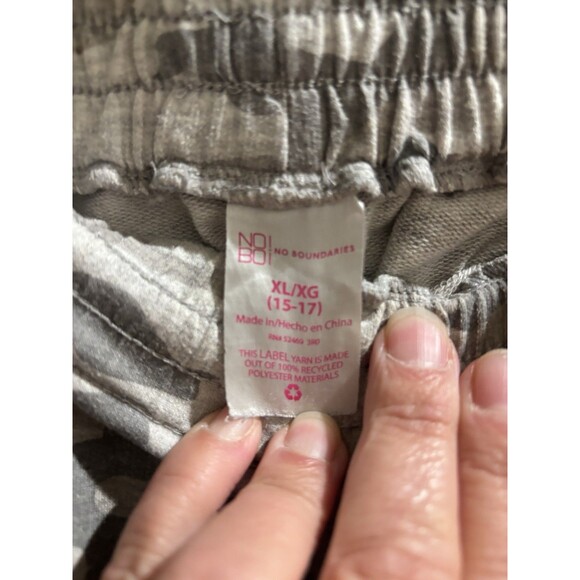 NO!
BO!
NO BOUNDARIES
XL/XG
(15-17)
Made in/Hecho en China
THIS LABEL YARN IS MADE
OUT OF 100% RECYCLED
POLYESTER MATERIALS